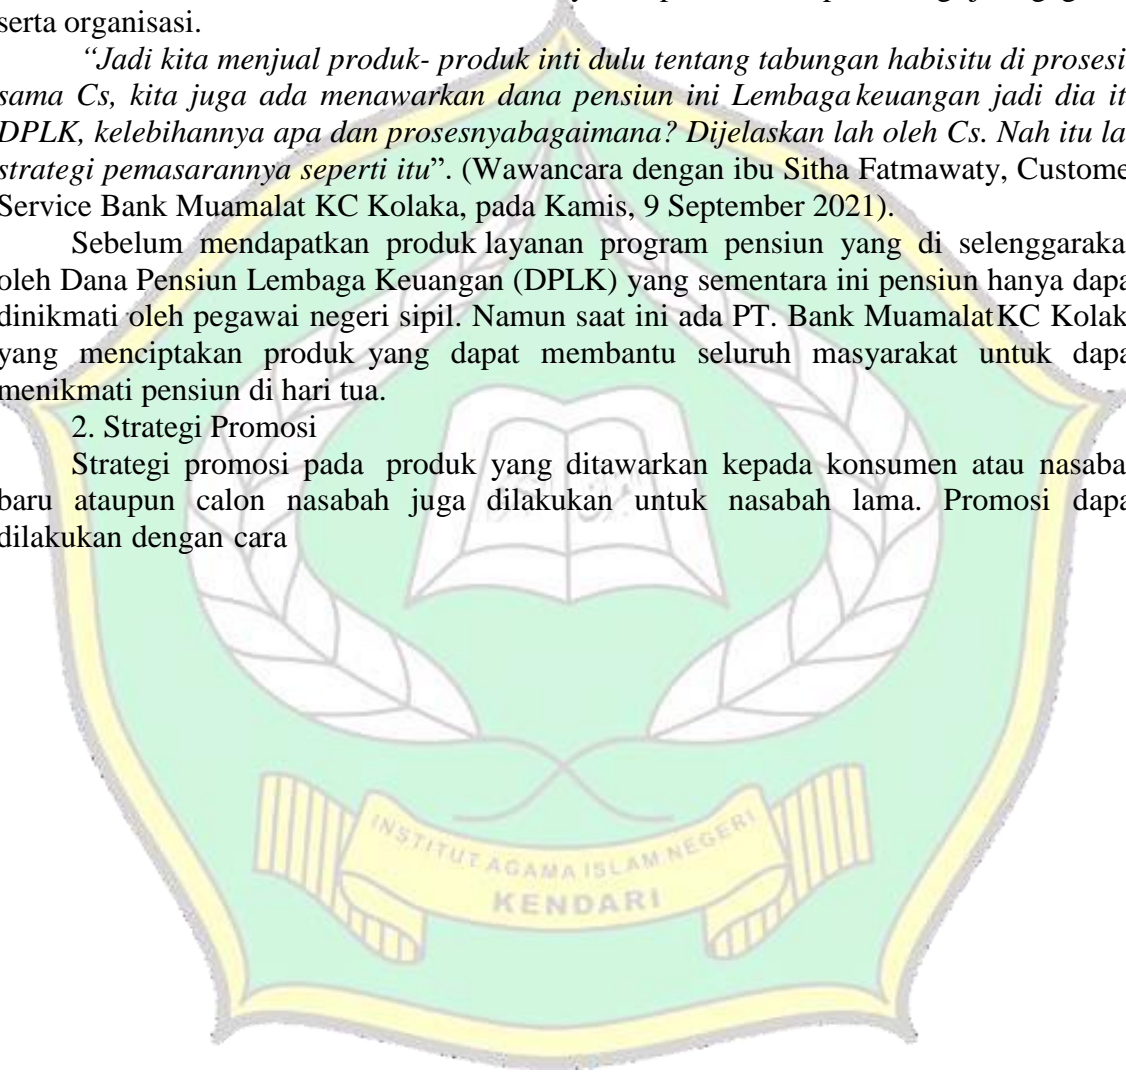 serta organisasi.
“Jadi kita menjual produk- produk inti dulu tentang tabungan habisitu di prosesi
sama Cs, kita juga ada menawarkan dana pensiun ini Lembaga keuangan jadi dia it
DPLK, kelebihannya apa dan prosesnyabagaimana? Dijelaskan lah oleh Cs. Nah itu la
strategi pemasarannya seperti itu”. (Wawancara dengan ibu Sitha Fatmawaty, Custome
Service Bank Muamalat KC Kolaka, pada Kamis, 9 September 2021).
Sebelum mendapatkan produk layanan program pensiun yang di selenggaraka
oleh Dana Pensiun Lembaga Keuangan (DPLK) yang sementara ini pensiun hanya dapa
dinikmati oleh pegawai negeri sipil. Namun saat ini ada PT. Bank Muamalat KC Kolak
yang menciptakan produk yang dapat membantu seluruh masyarakat untuk dapa
menikmati pensiun di hari tua.
2. Strategi Promosi
Strategi promosi pada produk yang ditawarkan kepada konsumen atau nasaba
baru ataupun calon nasabah juga dilakukan untuk nasabah lama. Promosi dapa
dilakukan dengan cara
INSTITUT AGAMA ISLAM NEGERI
KENDARI